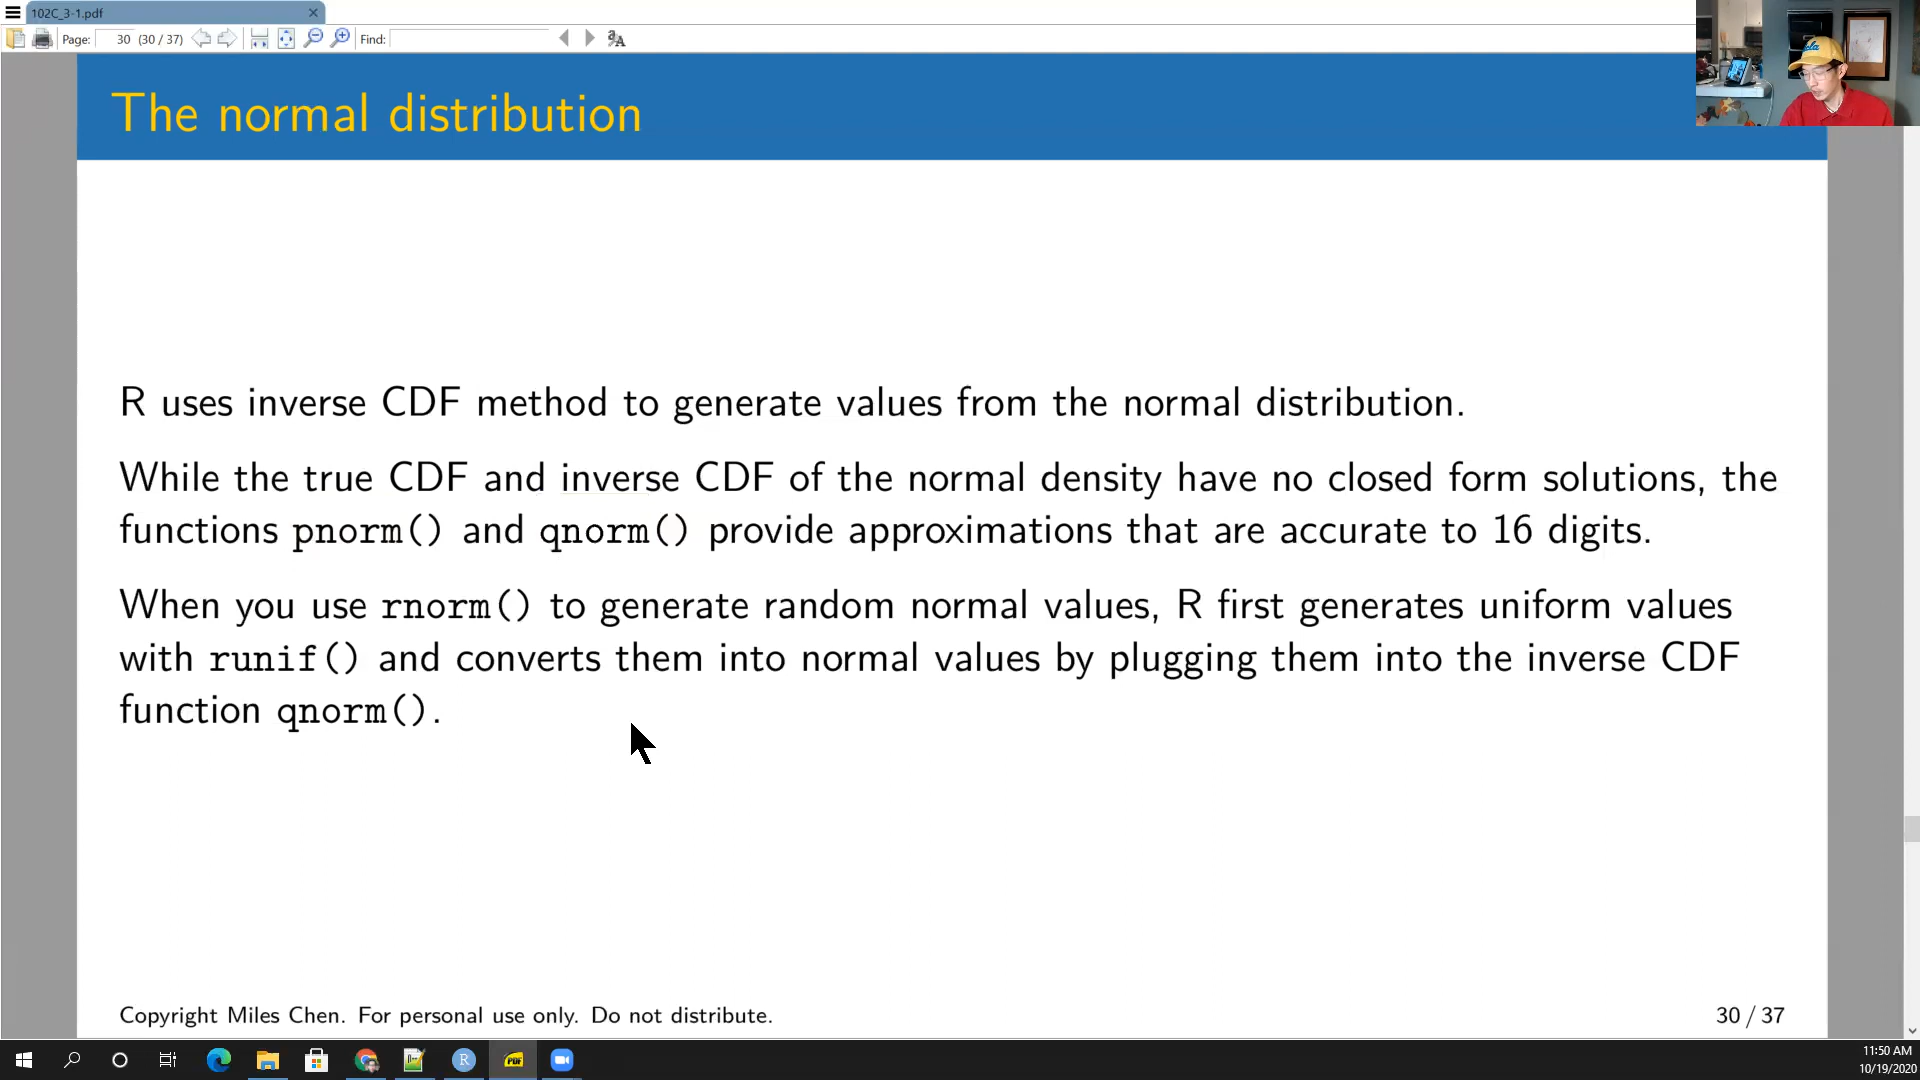 102C_3-1.pdf
Page: 30 (30 / 37) Find:
The normal distribution
R uses inverse CDF method to generate values from the normal distribution.
While the true CDF and inverse CDF of the normal density have no closed form solutions, the
functions pnorm() and qnorm() provide approximations that are accurate to 16 digits.
When you use rnorm() to generate random normal values, R first generates uniform values
with runif() and converts them into normal values by plugging them into the inverse CDF
function qnorm().
Copyright Miles Chen. For personal use only. Do not distribute.
30 / 37
11:50 AM
10/19/2020